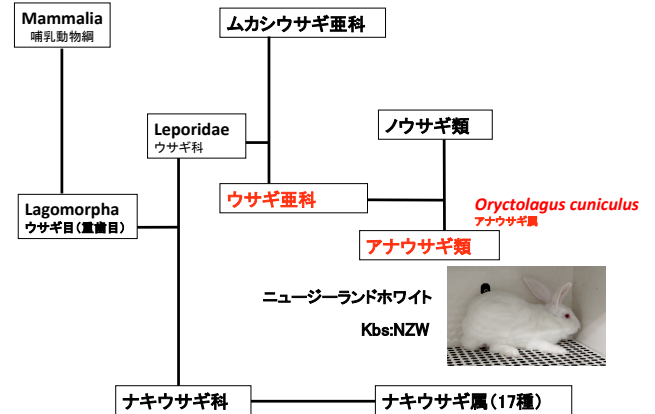 Mammalia
哺乳動物綱
ムカシウサギ亜科
Leporidae
ウサギ科
ノウサギ類
Lagomorpha
ウサギ目(重歯目)
ウサギ亜科
Oryctolagus cuniculus
アナウサギ属
アナウサギ類
ニュージーランドホワイト
Kbs:NZW
ナキウサギ科
ナキウサギ属(17種)